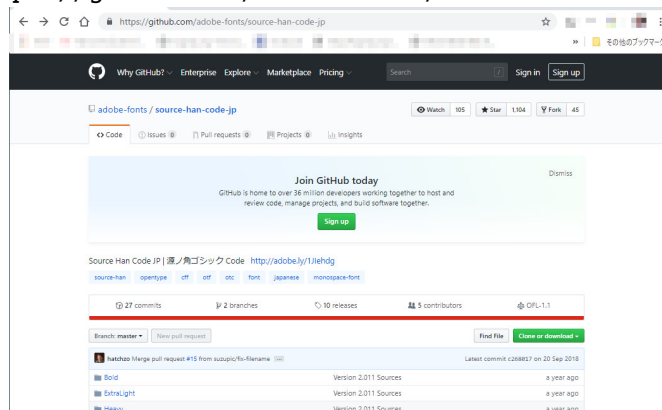 https://github.com/adobe-fonts/source-han-code-jp
その他のブックマーク
Why GitHub? Enterprise Explore Marketplace Pricing Search / Sign in Sign up
adobe-fonts / source-han-code-jp Watch 105 Star 1,104 Fork 45
Code Issues 0 Pull requests 0 Projects 0 Insights
Join GitHub today Dismiss
GitHub is home to over 36 million developers working together to host and
review code, manage projects, and build software together.
Sign up
Source Han Code JP | 源ノ角ゴシック Code http://adobe.ly/1JIehdg
source-han opentype cff otf otc font japanese monospace-font
27 commits 2 branches 10 releases 5 contributors OFL-1.1
Branch: master New pull request Find File Clone or download
hatchzo Merge pull request #15 from suzupic/fix-filename Latest commit c268817 on 20 Sep 2018
Bold Version 2.011 Sources a year ago
ExtraLight Version 2.011 Sources a year ago
Heavy Version 2.011 Sources a year ago